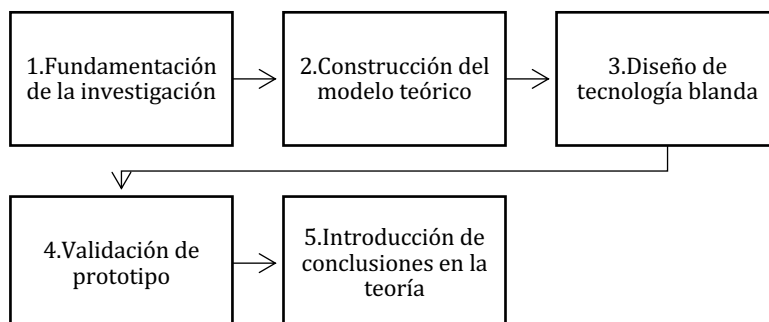 1.Fundamentación
de la investigación
2.Construcción del
modelo teórico
3.Diseño de
tecnología blanda
4.Validación de
prototipo
5.Introducción de
conclusiones en la
teoría